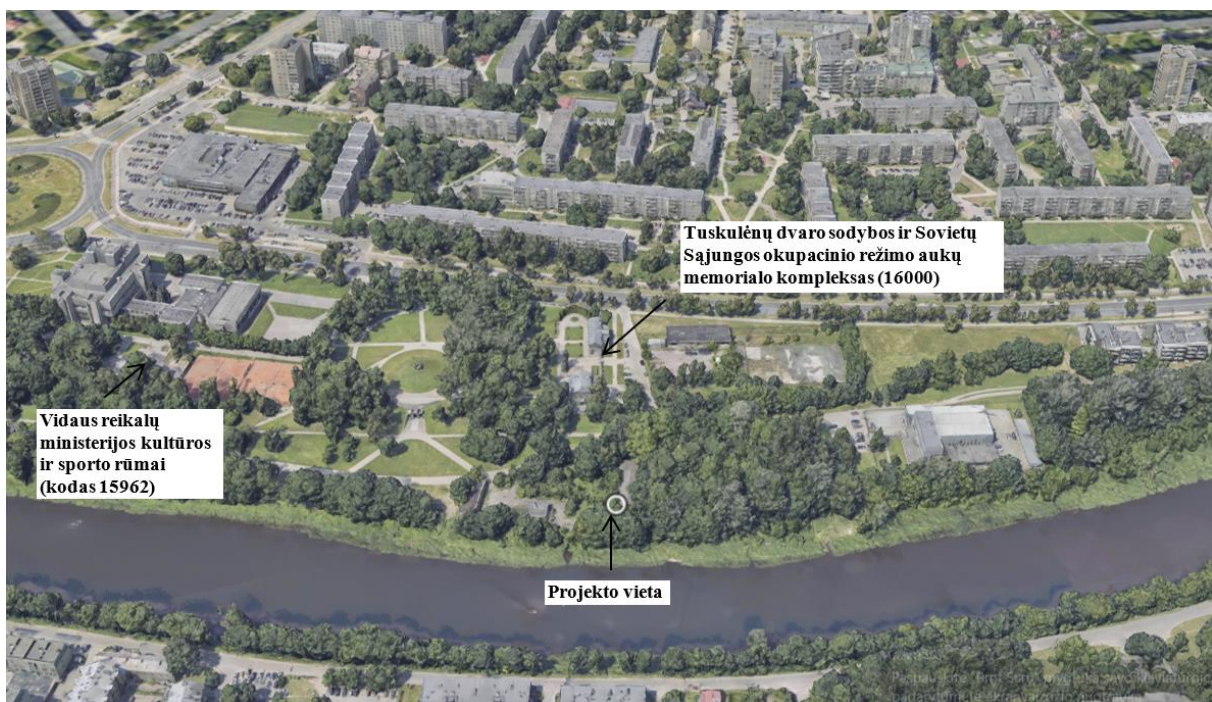 Tuskulėnų dvaro sodybos ir Sovietų
Sąjungos okupacinio režimo aukų
memorialo kompleksas (16000)
Vidaus reikalų
ministerijos kultūros
ir sporto rūmai
(kodas 15962)
Projekto vieta